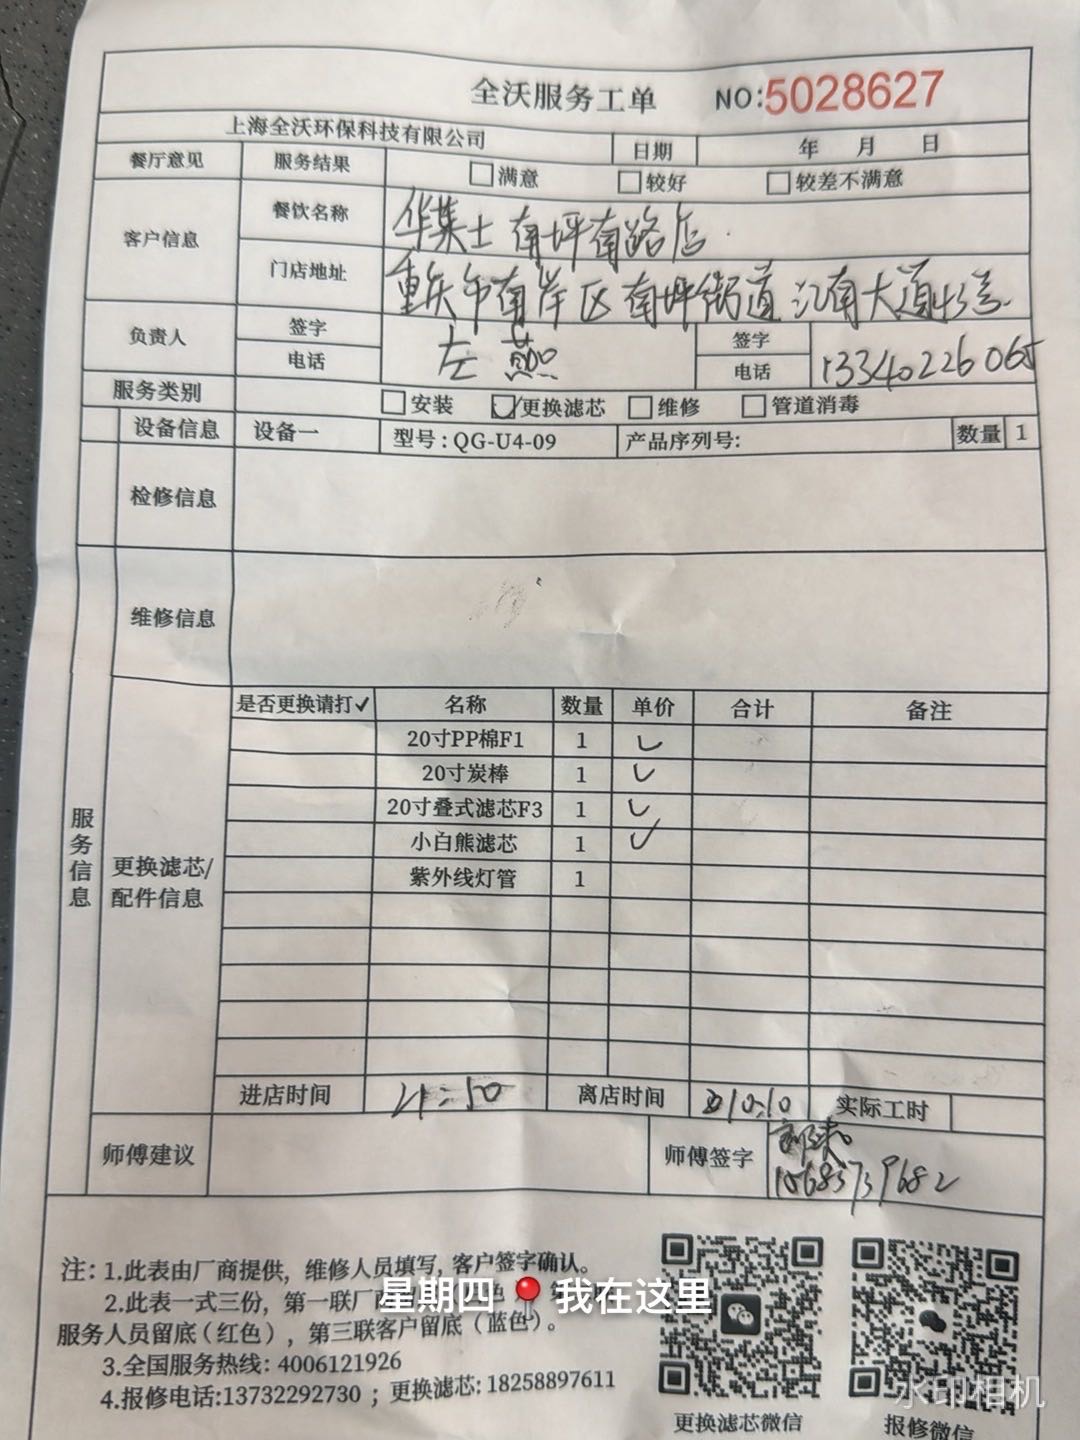 全沃服务工单 NO:5028627
上海全沃环保科技有限公司 日期 年 月 日
餐厅意见 服务结果 □满意 □较好 □较差不满意
客户信息 餐饮名称 华莱士南坪南路店
门店地址 重庆市南岸区南坪街道江南大道43号
负责人 签字 左燕 签字
电话 电话 13340226065
服务类别 □安装 ☑更换滤芯 □维修 □管道消毒
设备信息 设备一 型号:QG-U4-09 产品序列号: 数量 1
检修信息
维修信息
服务信息
更换滤芯/
配件信息
是否更换请打✓ 名称 数量 单价 合计 备注
20寸PP棉F1 1 ✓
20寸炭棒 1 ✓
20寸叠式滤芯F3 1 ✓
小白熊滤芯 1 ✓
紫外线灯管 1
进店时间 21:50 离店时间 10:10 实际工时
师傅建议 师傅签字
15683739682
注: 1.此表由厂商提供, 维修人员填写, 客户签字确认。
2.此表一式三份, 第一联厂
服务人员留底(红色), 第三联客户留底(蓝色)。
3.全国服务热线: 4006121926
4.报修电话:13732292730 ; 更换滤芯: 18258897611
更换滤芯微信 报修微信
星期四 📍 我在这里
水印相机